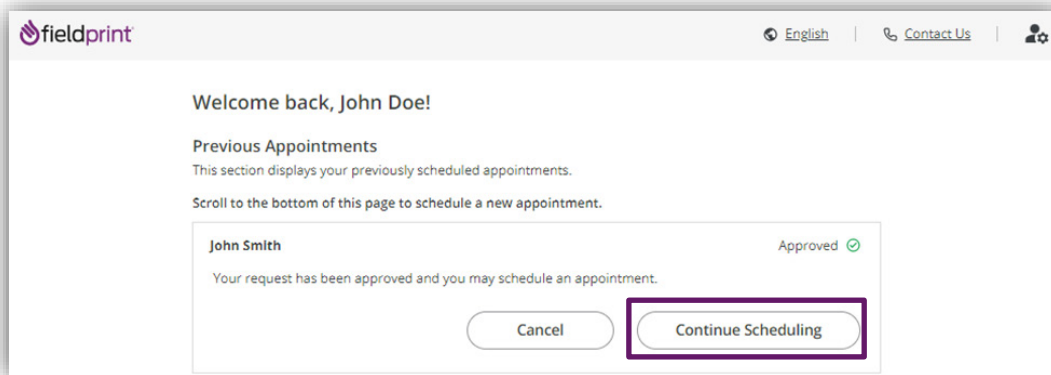 fieldprint
English | Contact Us |
Welcome back, John Doe!
Previous Appointments
This section displays your previously scheduled appointments.
Scroll to the bottom of this page to schedule a new appointment.
John Smith Approved
Your request has been approved and you may schedule an appointment.
Cancel Continue Scheduling